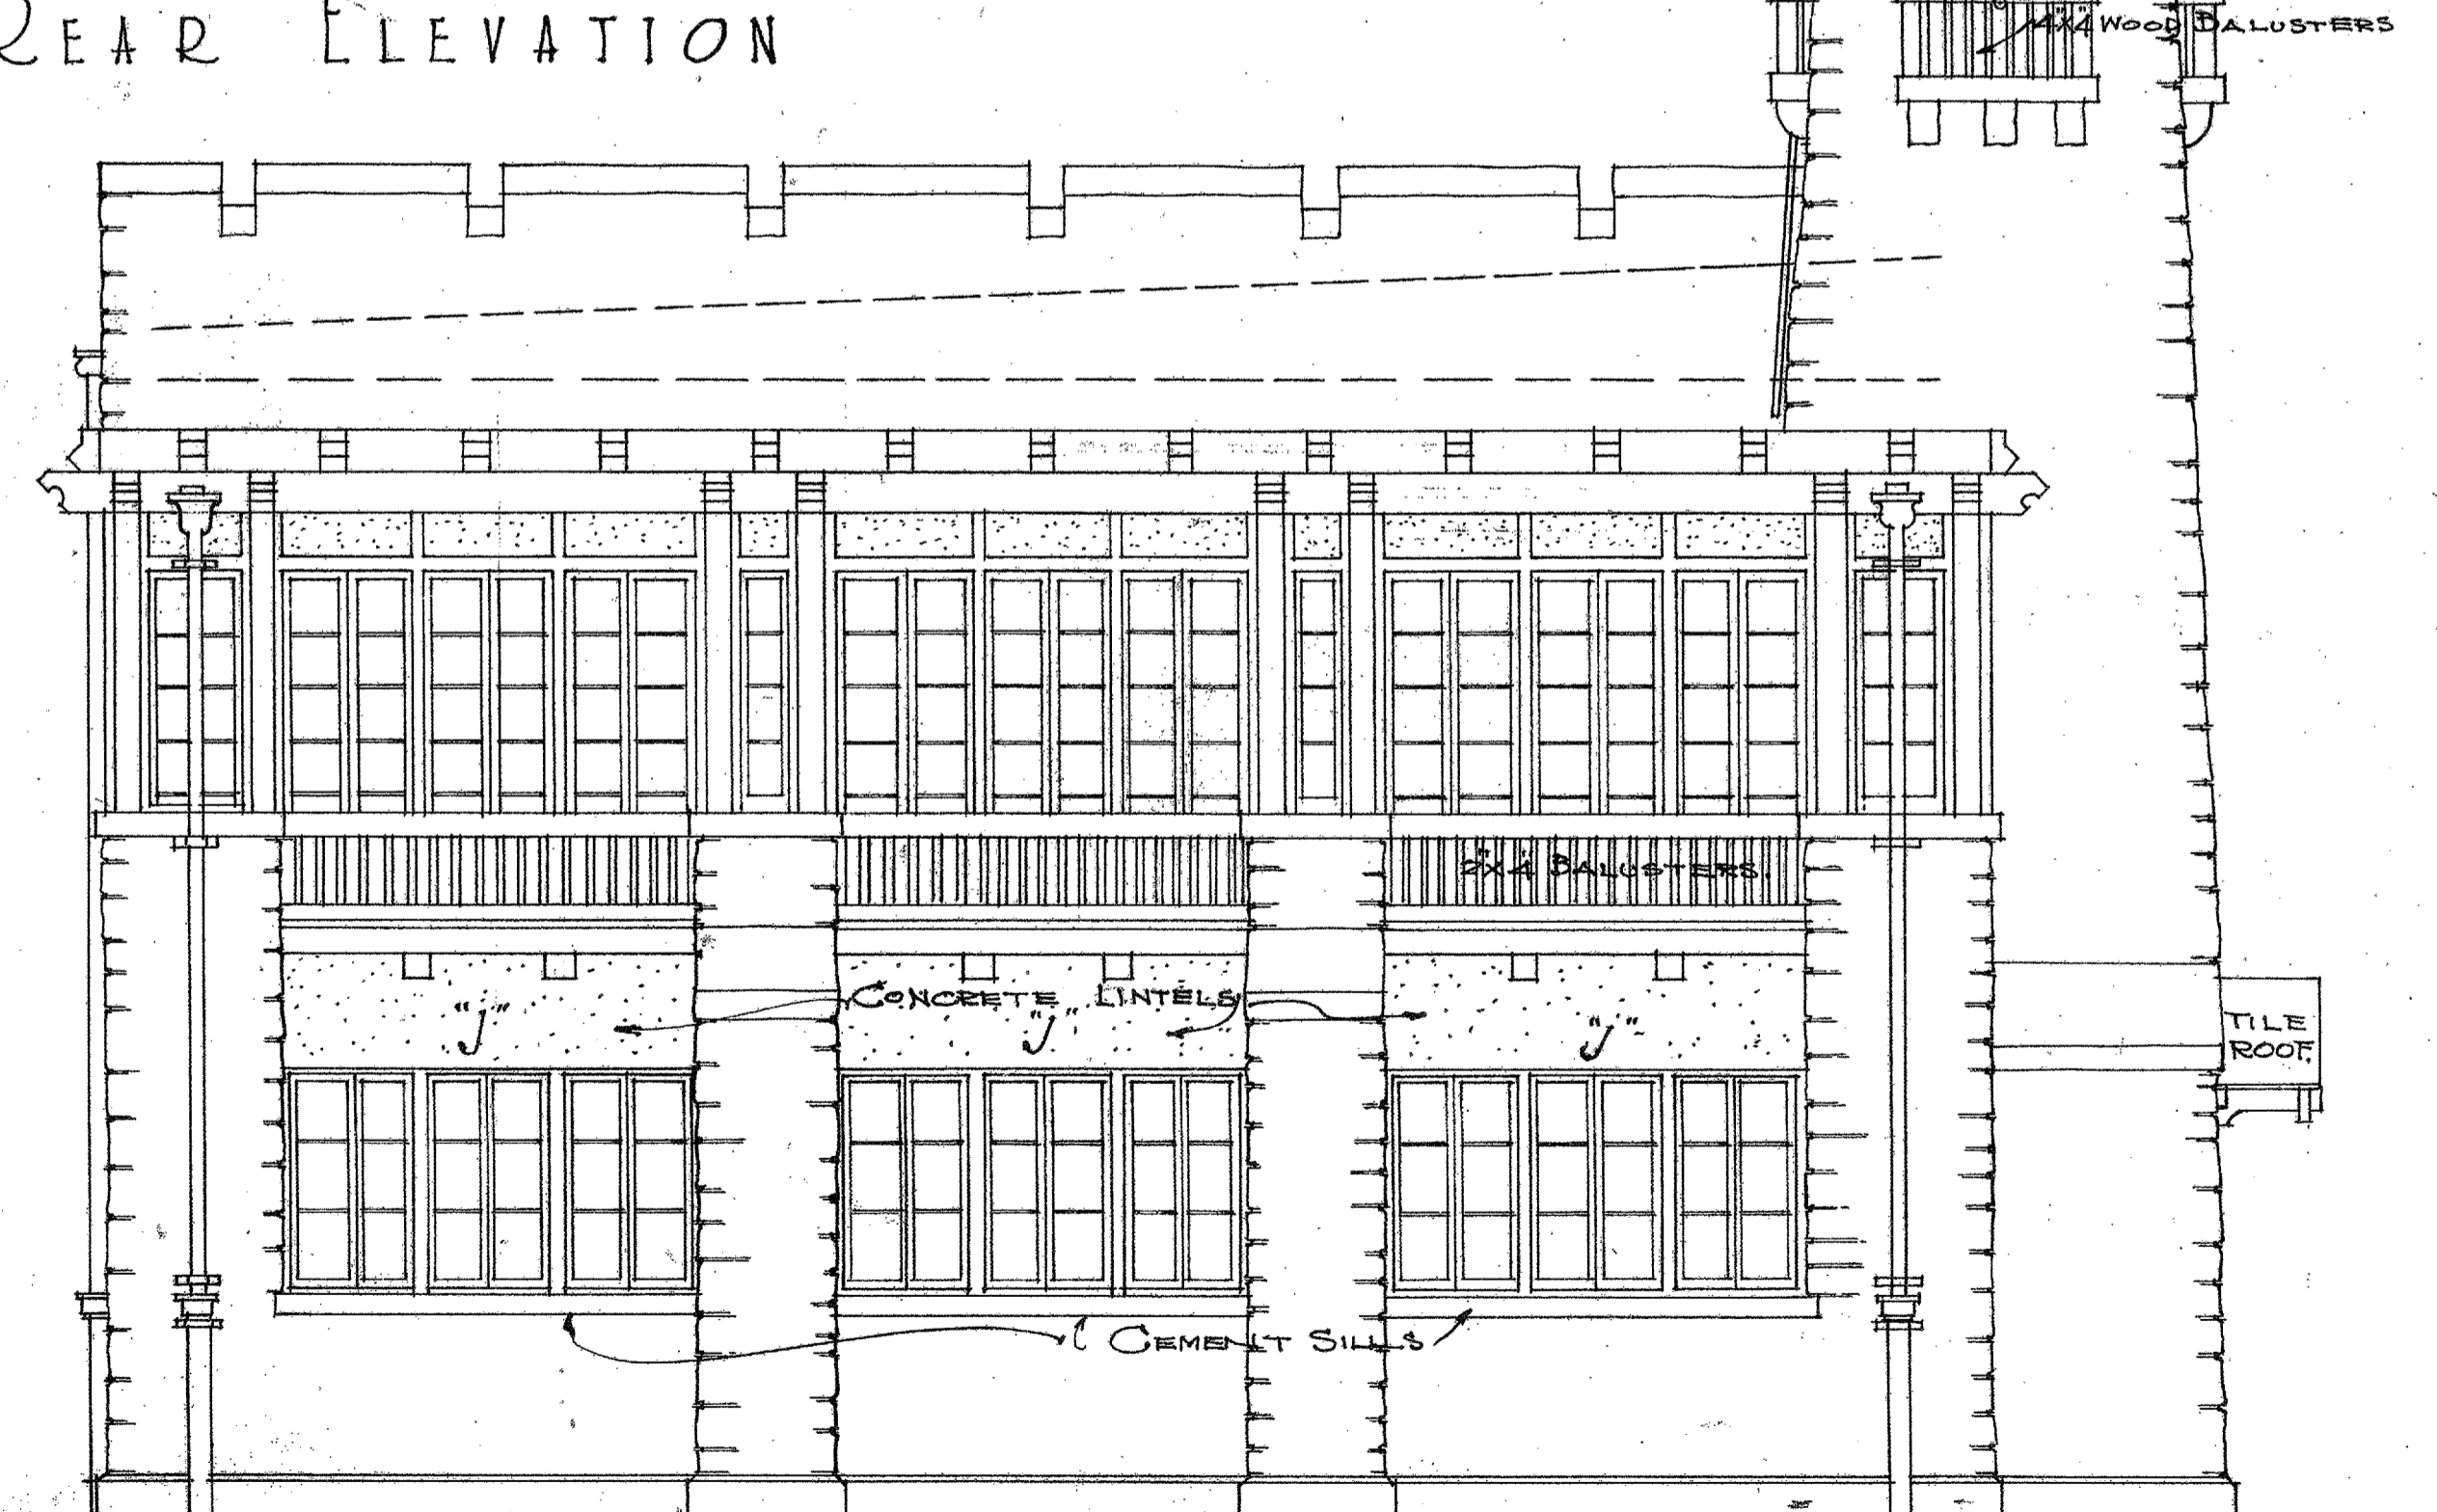 REAR ELEVATION
4"X4" WOOD BALUSTERS
2"X4" BALUSTERS.
CONCRETE LINTELS
"J" "J" "J"
TILE
ROOF.
CEMENT SILLS